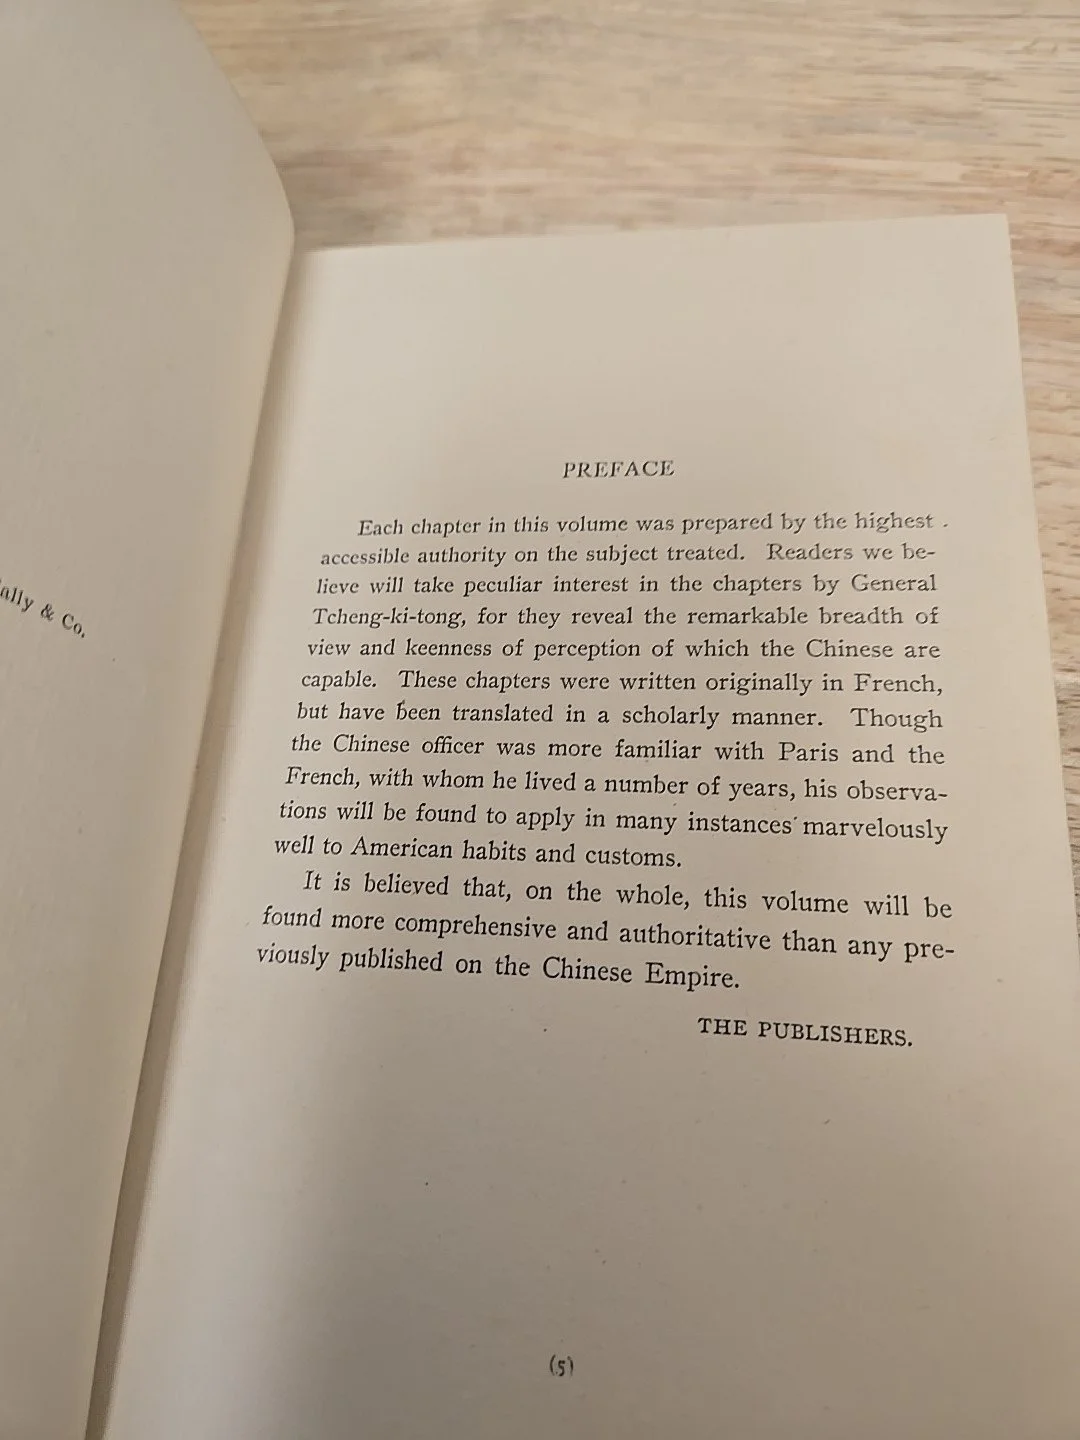 ally & Co.
PREFACE
Each chapter in this volume was prepared by the highest
accessible authority on the subject treated. Readers we be-
lieve will take peculiar interest in the chapters by General
Tcheng-ki-tong, for they reveal the remarkable breadth of
view and keenness of perception of which the Chinese are
capable. These chapters were written originally in French,
but have been translated in a scholarly manner. Though
the Chinese officer was more familiar with Paris and the
French, with whom he lived a number of years, his observa-
tions will be found to apply in many instances marvelously
well to American habits and customs.
It is believed that, on the whole, this volume will be
found more comprehensive and authoritative than any pre-
viously published on the Chinese Empire.
THE PUBLISHERS.
(5)